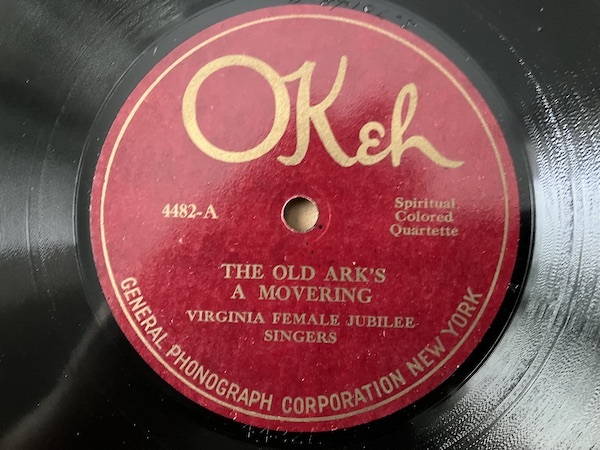 OKeh
4482-A
Spiritual
Colored
Quartette
THE OLD ARK'S
A MOVERING
VIRGINIA FEMALE JUBILEE
SINGERS
GENERAL PHONOGRAPH CORPORATION NEW YORK